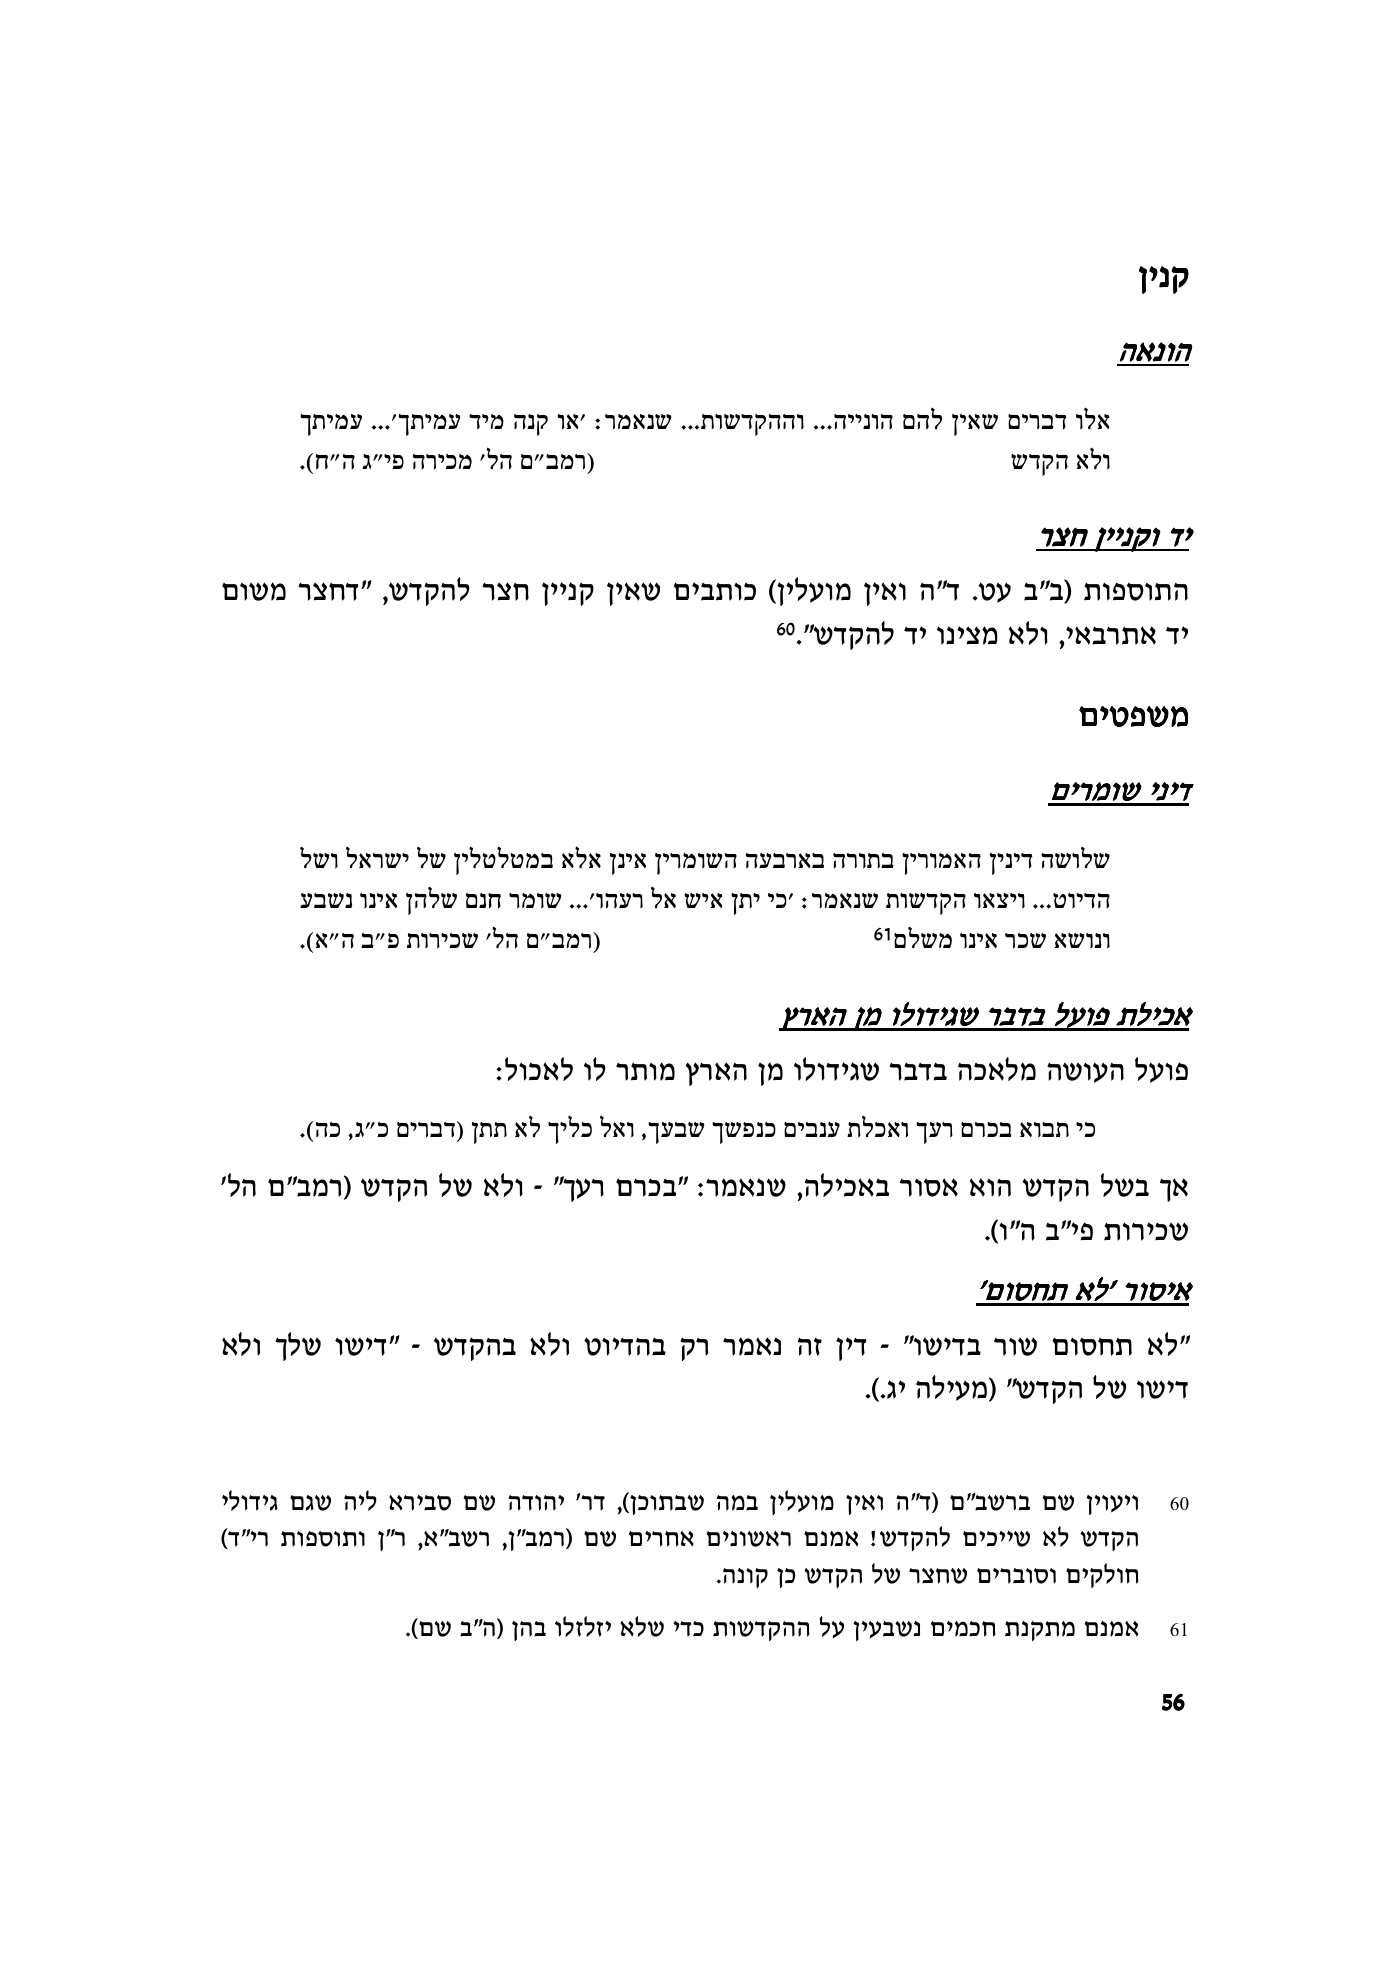 קנין
הונאה
אלו דברים שאין להם הונייה... וההקדשות... שנאמר: 'או קנה מיד עמיתך'... עמיתך
ולא הקדש (רמב"ם הל' מכירה פי"ג ה"ח).
יד וקניין חצר
התוספות (ב"ב עט. ד"ה ואין מועלין) כותבים שאין קניין חצר להקדש, "דחצר משום
יד אתרבאי, ולא מצינו יד להקדש".60
משפטים
דיני שומרים
שלושה דינין האמורין בתורה בארבעה השומרין אינן אלא במטלטלין של ישראל ושל
הדיוט... ויצאו הקדשות שנאמר: 'כי יתן איש אל רעהו'... שומר חנם שלהן אינו נשבע
ונושא שכר אינו משלם61 (רמב"ם הל' שכירות פ"ב ה"א).
אכילת פועל בדבר שגידולו מן הארץ
פועל העושה מלאכה בדבר שגידולו מן הארץ מותר לו לאכול:
כי תבוא בכרם רעך ואכלת ענבים כנפשך שבעך, ואל כליך לא תתן (דברים כ"ג, כה).
אך בשל הקדש הוא אסור באכילה, שנאמר: "בכרם רעך" - ולא של הקדש (רמב"ם הל'
שכירות פי"ב ה"ו).
איסור 'לא תחסום'
"לא תחסום שור בדישו" - דין זה נאמר רק בהדיוט ולא בהקדש - "דישו שלך ולא
דישו של הקדש" (מעילה יג.).
60 ויעוין שם ברשב"ם (ד"ה ואין מועלין במה שבתוכן), דר' יהודה שם סבירא ליה שגם גידולי
הקדש לא שייכים להקדש! אמנם ראשונים אחרים שם (רמב"ן, רשב"א, ר"ן ותוספות רי"ד)
חולקים וסוברים שחצר של הקדש כן קונה.
61 אמנם מתקנת חכמים נשבעין על ההקדשות כדי שלא יזלזלו בהן (ה"ב שם).
56